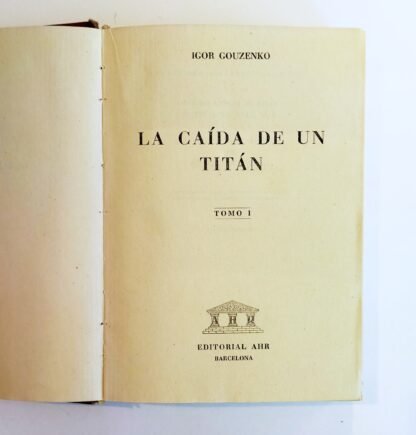 IGOR GOUZENKO
LA CAÍDA DE UN
TITÁN
TOMO I
A H R
EDITORIAL AHR
BARCELONA